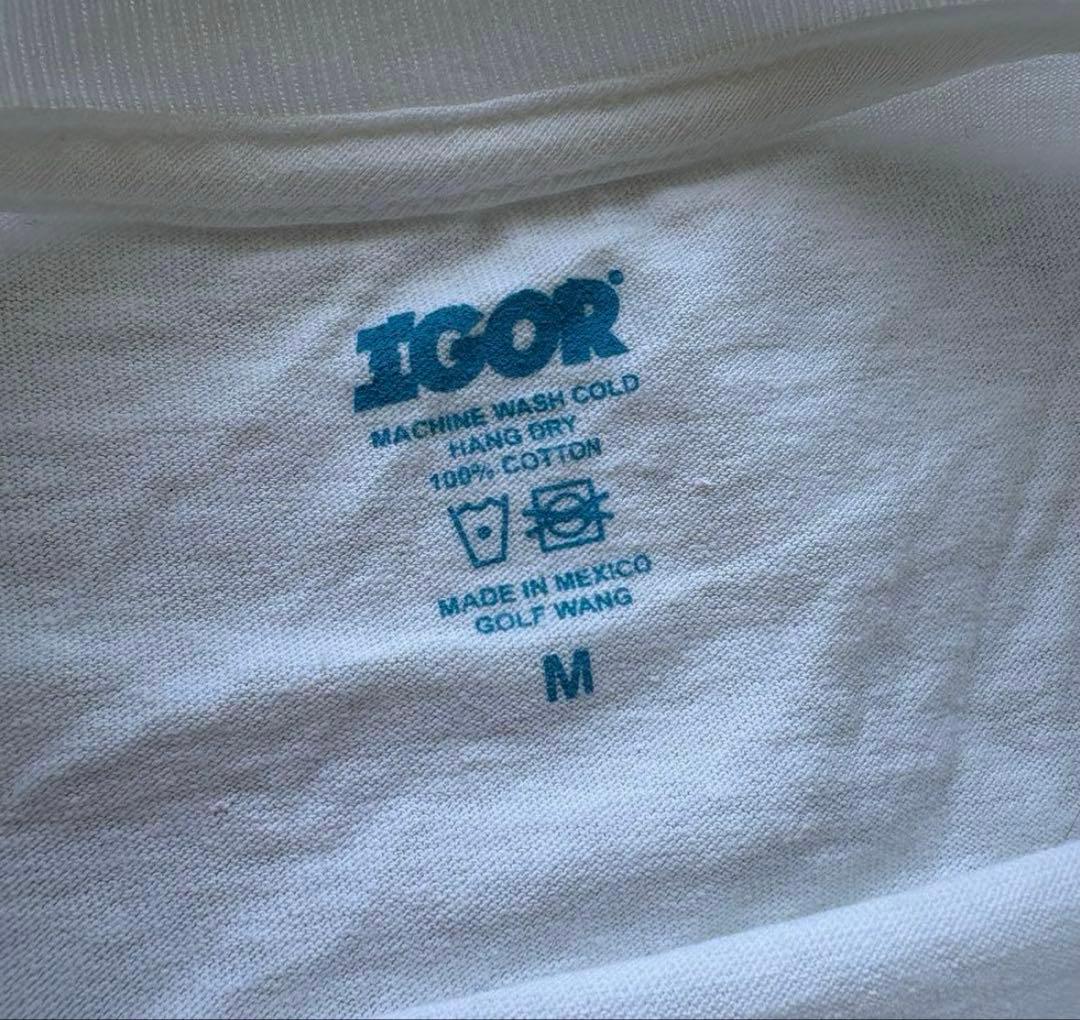 IGOR
MACHINE WASH COLD
HANG DRY
100% COTTON
MADE IN MEXICO
GOLF WANG
M